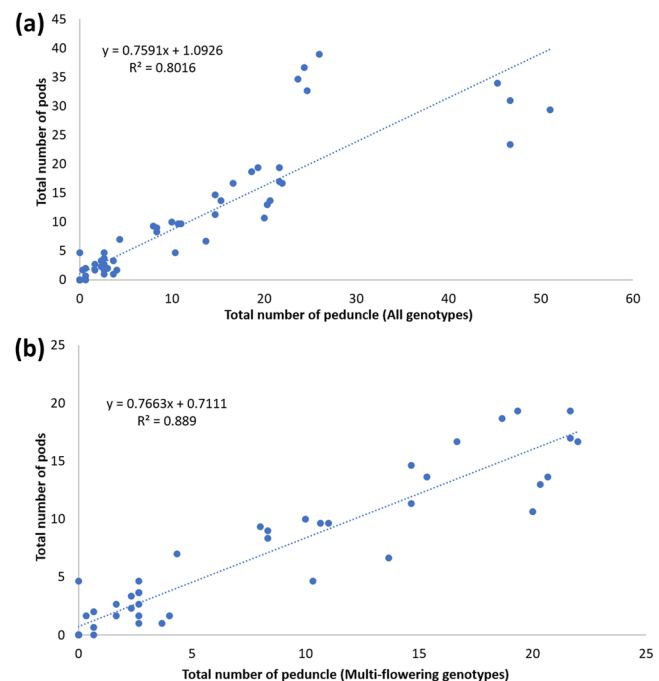 (a)
45
40
35
30
25
20
15
10
5
0
y = 0.7591x + 1.0926
R² = 0.8016
Total number of pods
0 10 20 30 40 50 60
Total number of peduncle (All genotypes)
(b)
25
20
15
10
5
0
y = 0.7663x + 0.7111
R² = 0.889
Total number of pods
0 5 10 15 20 25
Total number of peduncle (Multi-flowering genotypes)